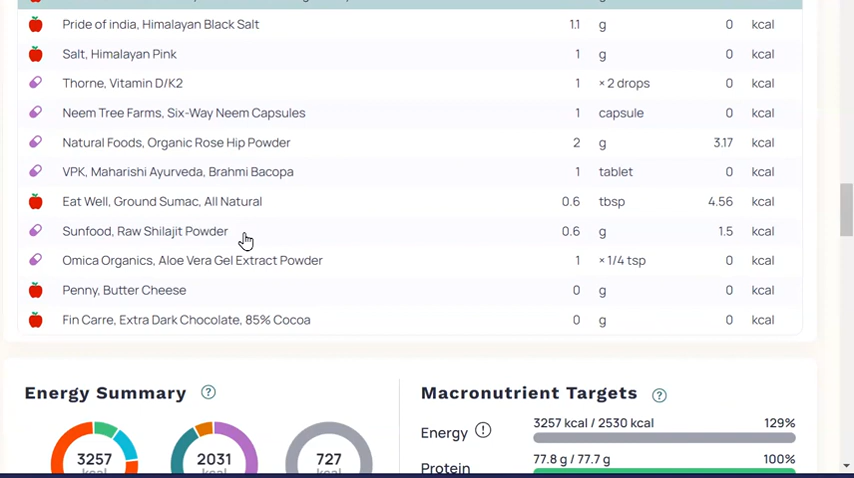 Pride of india, Himalayan Black Salt 1.1 g 0 kcal
Salt, Himalayan Pink 1 g 0 kcal
Thorne, Vitamin D/K2 1 × 2 drops 0 kcal
Neem Tree Farms, Six-Way Neem Capsules 1 capsule 0 kcal
Natural Foods, Organic Rose Hip Powder 2 g 3.17 kcal
VPK, Maharishi Ayurveda, Brahmi Bacopa 1 tablet 0 kcal
Eat Well, Ground Sumac, All Natural 0.6 tbsp 4.56 kcal
Sunfood, Raw Shilajit Powder 0.6 g 1.5 kcal
Omica Organics, Aloe Vera Gel Extract Powder 1 × 1/4 tsp 0 kcal
Penny, Butter Cheese 0 g 0 kcal
Fin Carre, Extra Dark Chocolate, 85% Cocoa 0 g 0 kcal
Energy Summary ?
3257 kcal
2031 kcal
727 kcal
Macronutrient Targets ?
Energy ! 3257 kcal / 2530 kcal 129%
Protein 77.8 g / 77.7 g 100%